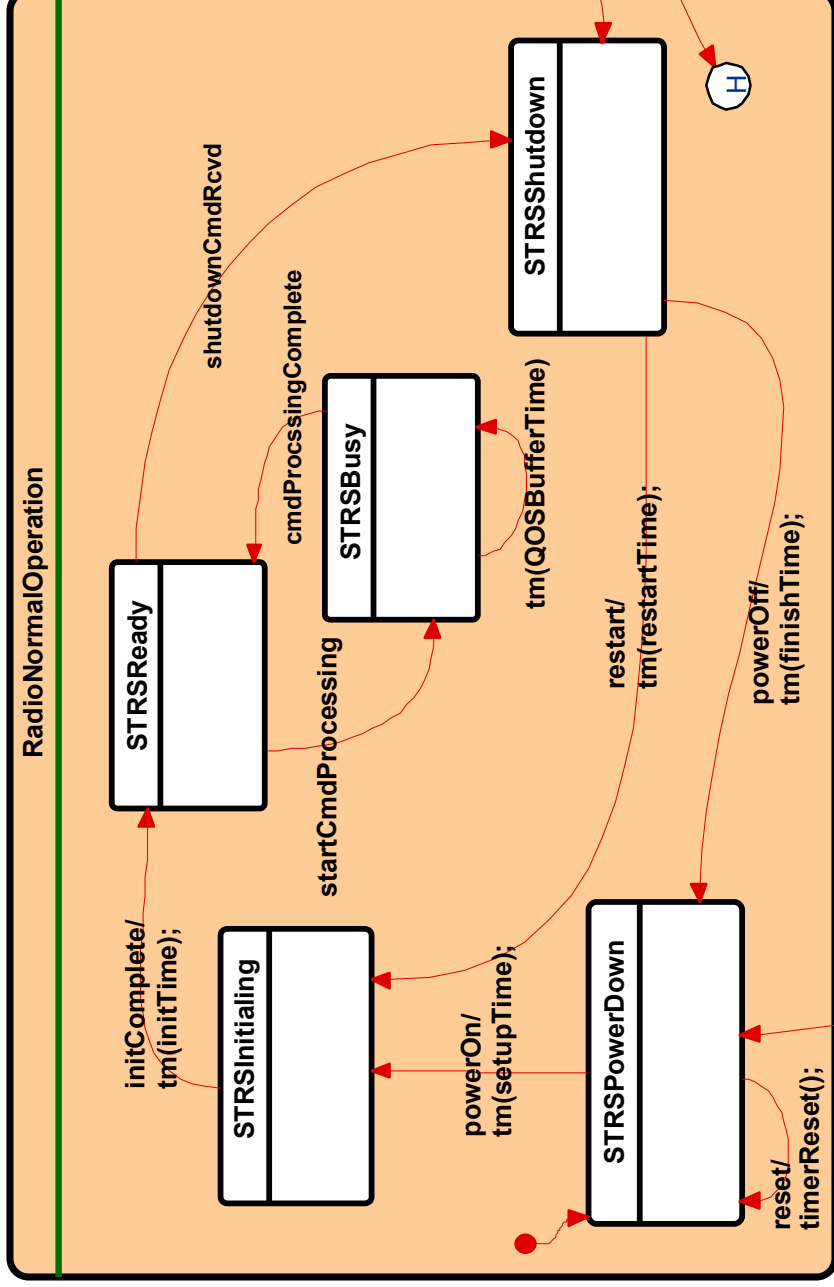 RadioNormalOperation
initComplete/
tm(initTime);
STRSReady
shutdownCmdRcvd
STRSInitialing
startCmdProcessing
cmdProcssingComplete
STRSBusy
tm(QOSBufferTime)
powerOn/
tm(setupTime);
restart/
tm(restartTime);
STRSShutdown
STRSPowerDown
powerOff/
tm(finishTime);
H
reset/
timerReset();